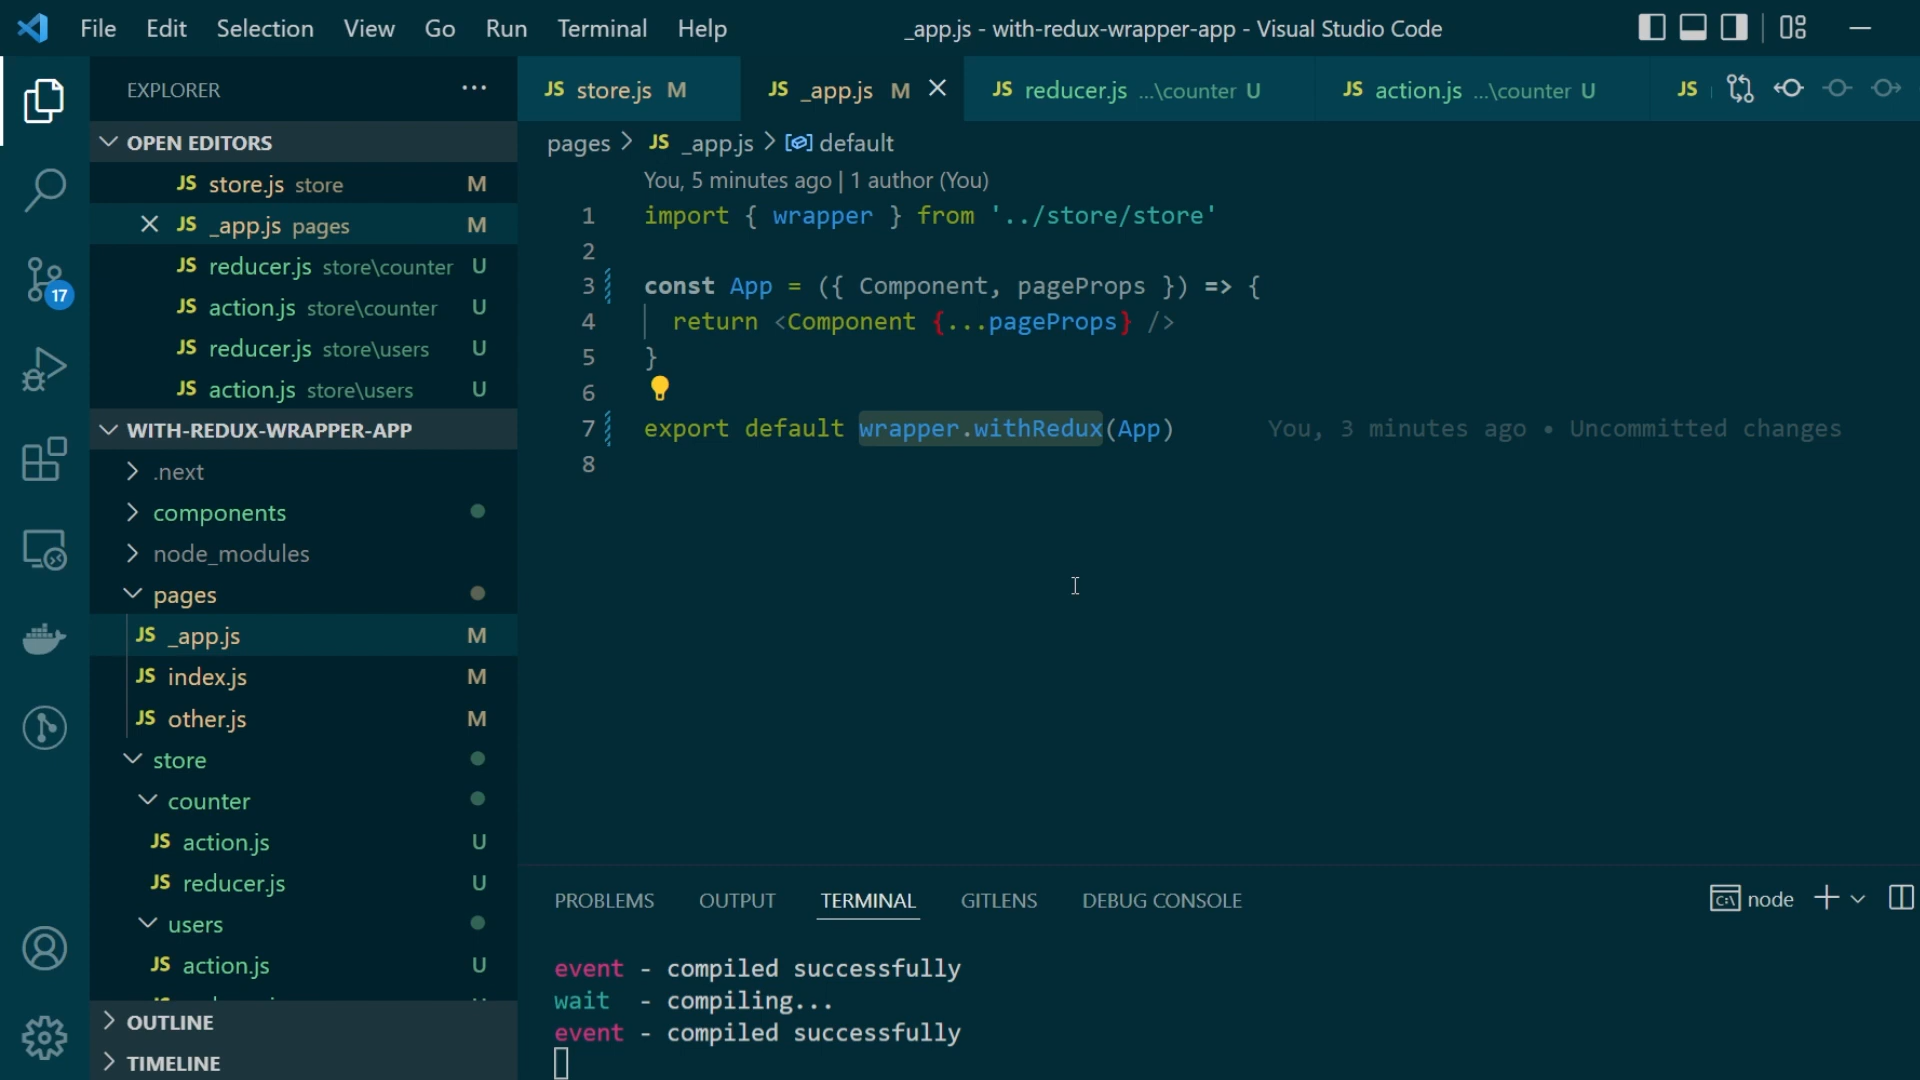 File Edit Selection View Go Run Terminal Help
_app.js - with-redux-wrapper-app - Visual Studio Code
EXPLORER
OPEN EDITORS
JS store.js store M
JS _app.js pages M
JS reducer.js store\counter U
JS action.js store\counter U
JS reducer.js store\users U
JS action.js store\users U
WITH-REDUX-WRAPPER-APP
.next
components
node_modules
pages
JS _app.js M
JS index.js M
JS other.js M
store
counter
JS action.js U
JS reducer.js U
users
JS action.js U
OUTLINE
TIMELINE
17
JS store.js M
JS _app.js M
JS reducer.js ...\counter U
JS action.js ...\counter U
JS
pages > JS _app.js > default
You, 5 minutes ago | 1 author (You)
1 import { wrapper } from '../store/store'
2
3 const App = ({ Component, pageProps }) => {
4 return <Component {...pageProps} />
5 }
6
7 export default wrapper.withRedux(App) You, 3 minutes ago • Uncommitted changes
8
PROBLEMS OUTPUT TERMINAL GITLENS DEBUG CONSOLE
node
event - compiled successfully
wait - compiling...
event - compiled successfully